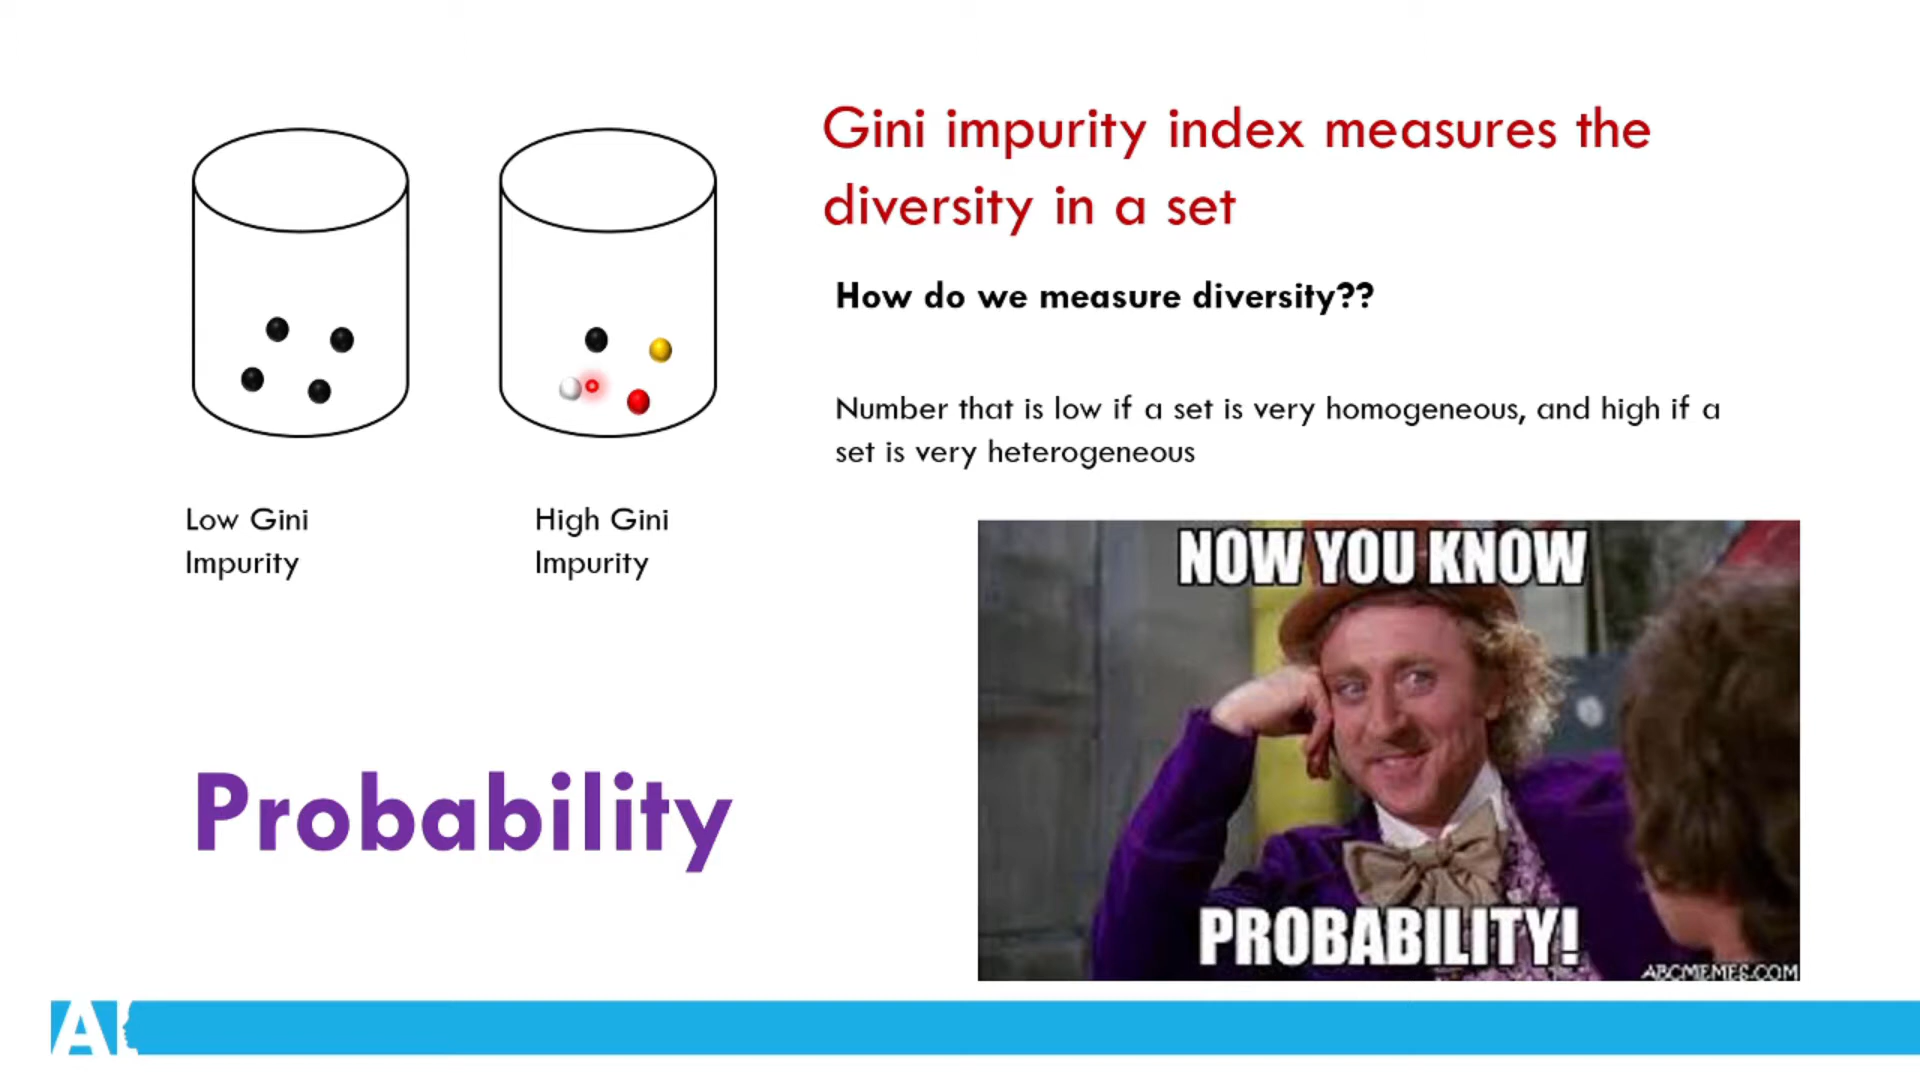 Gini impurity index measures the
diversity in a set
How do we measure diversity??
Number that is low if a set is very homogeneous, and high if a
set is very heterogeneous
Low Gini
Impurity
High Gini
Impurity
Probability
NOW YOU KNOW
PROBABILITY!
ABCMEMES.COM
AI